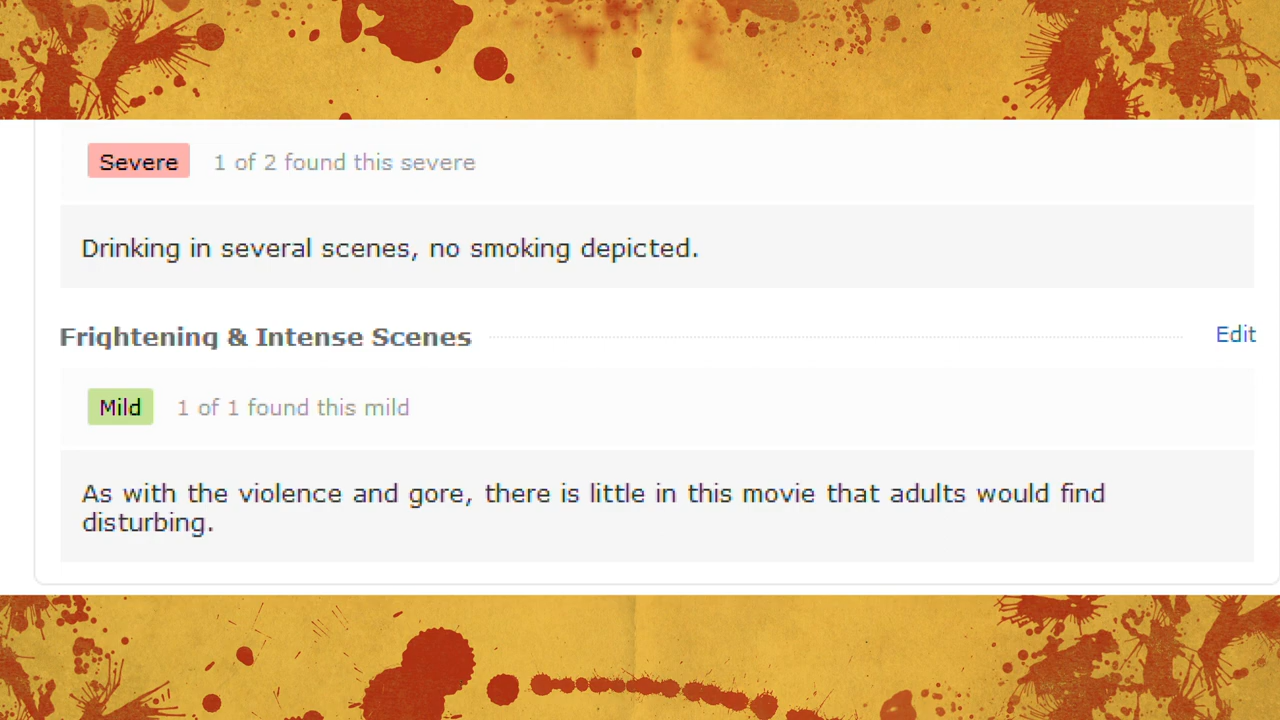 Severe 1 of 2 found this severe
Drinking in several scenes, no smoking depicted.
Frightening & Intense Scenes Edit
Mild 1 of 1 found this mild
As with the violence and gore, there is little in this movie that adults would find
disturbing.